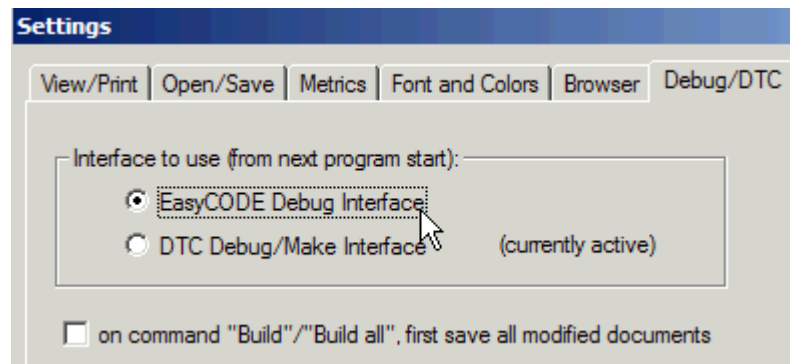 Settings
View/Print Open/Save Metrics Font and Colors Browser Debug/DTC
Interface to use (from next program start):
EasyCODE Debug Interface
DTC Debug/Make Interface (currently active)
on command "Build"/"Build all", first save all modified documents